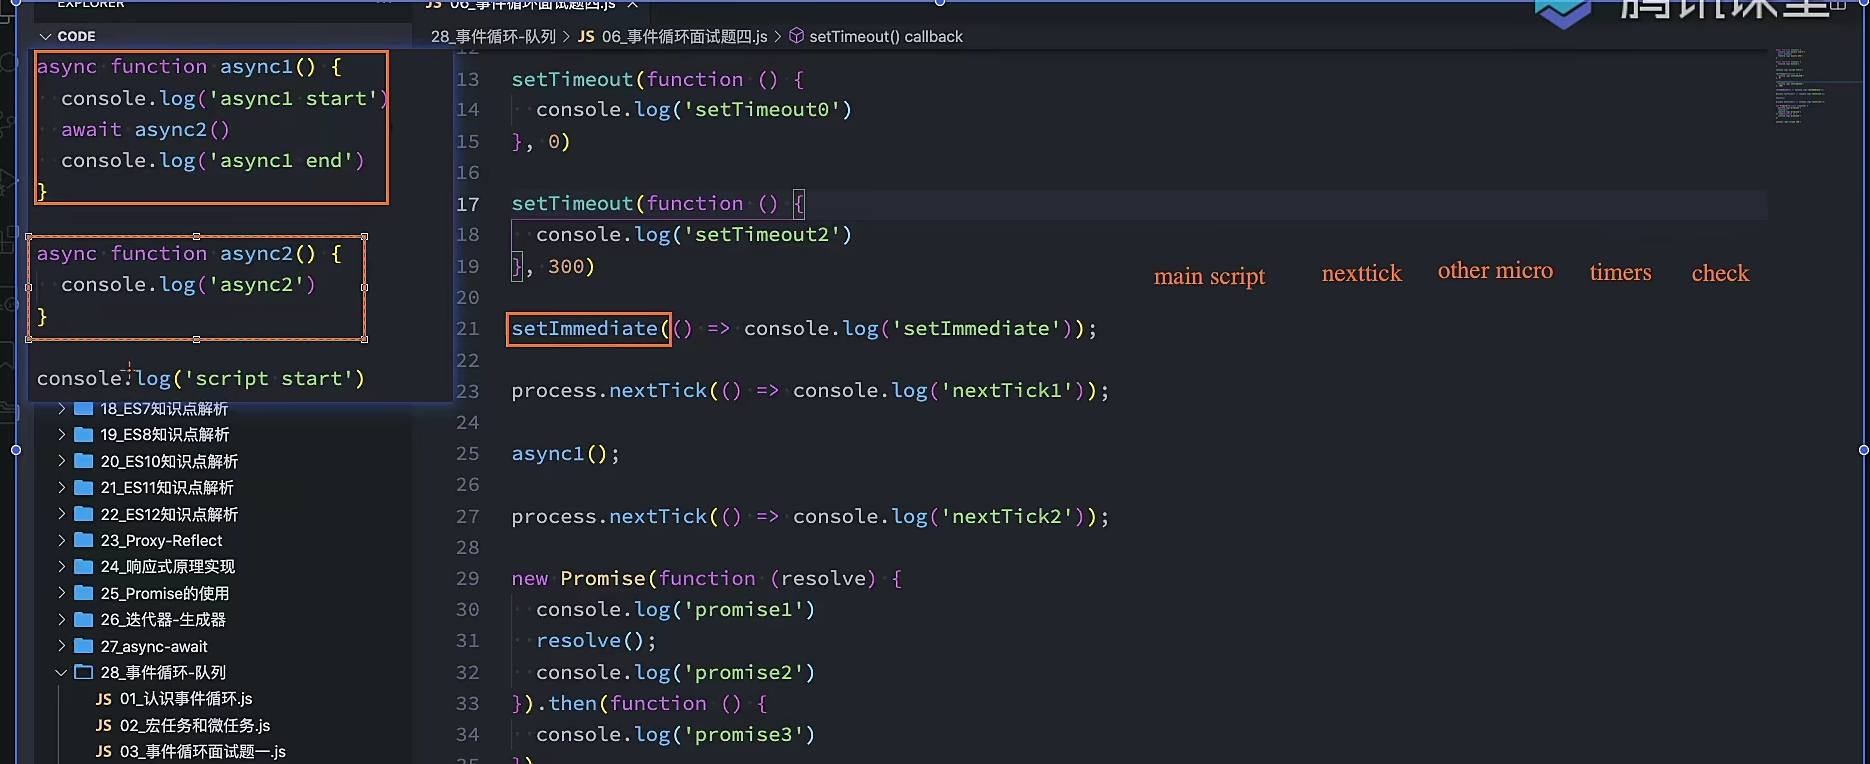 EXPLORER
CODE
async function async1() {
console.log('async1 start')
await async2()
console.log('async1 end')
}
async function async2() {
console.log('async2')
}
console.log('script start')
18_ES7知识点解析
19_ES8知识点解析
20_ES10知识点解析
21_ES11知识点解析
22_ES12知识点解析
23_Proxy-Reflect
24_响应式原理实现
25_Promise的使用
26_迭代器-生成器
27_async-await
28_事件循环-队列
JS 01_认识事件循环.js
JS 02_宏任务和微任务.js
JS 03_事件循环面试题一.js
JS 06_事件循环面试题四.js ×
腾讯课堂
28_事件循环-队列 > JS 06_事件循环面试题四.js > setTimeout() callback
12
13 setTimeout(function () {
14 console.log('setTimeout0')
15 }, 0)
16
17 setTimeout(function () {
18 console.log('setTimeout2')
19 }, 300)
20
21 setImmediate(() => console.log('setImmediate'));
22
23 process.nextTick(() => console.log('nextTick1'));
24
25 async1();
26
27 process.nextTick(() => console.log('nextTick2'));
28
29 new Promise(function (resolve) {
30 console.log('promise1')
31 resolve();
32 console.log('promise2')
33 }).then(function () {
34 console.log('promise3')
35 })
main script nexttick other micro timers check